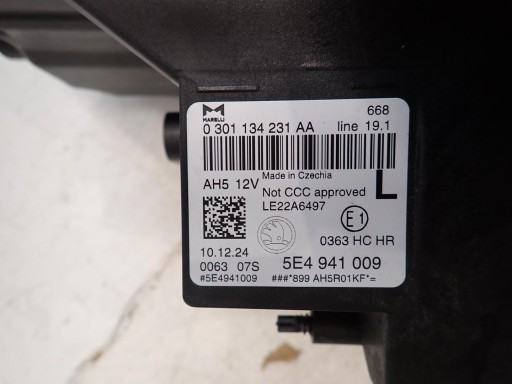 MARELLI
668
0 301 134 231 AA line 19.1
Made in Czechia
AH5 12V Not CCC approved L
LE22A6497
E1
10.12.24
0363 HC HR
0063 07S 5E4 941 009
#5E4941009 ###*899 AH5R01KF*=